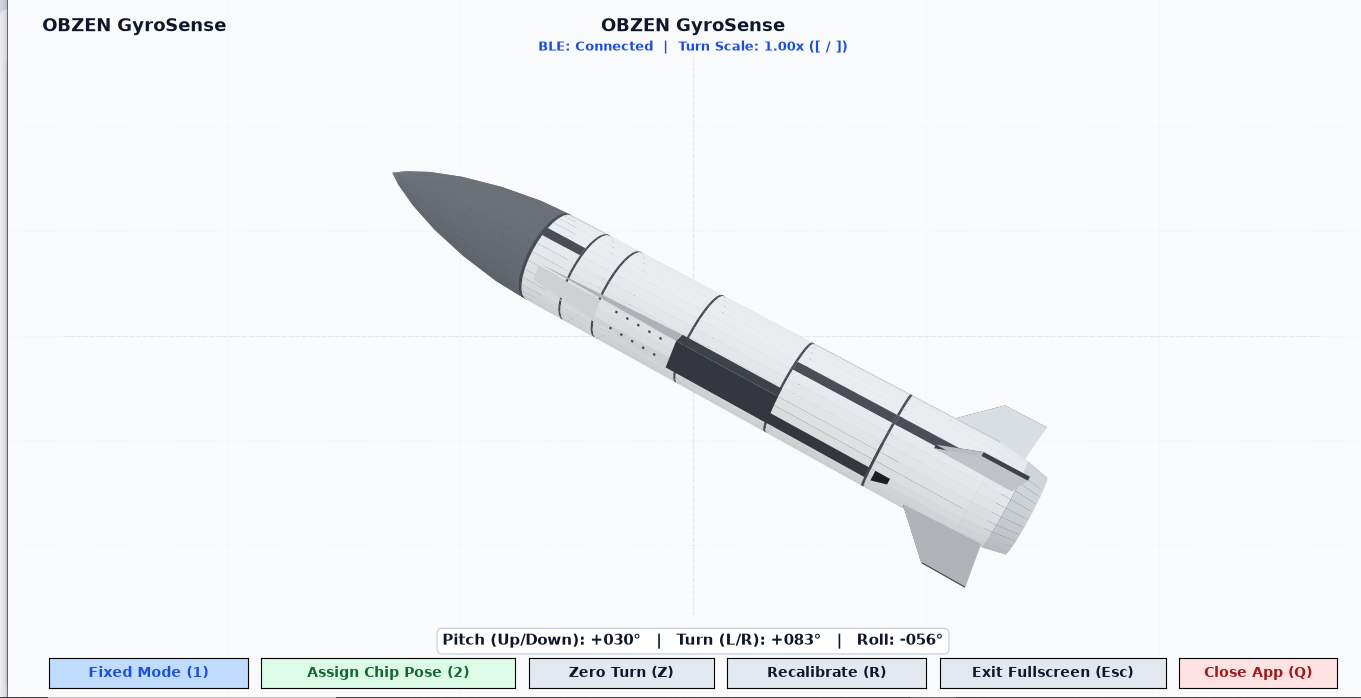 OBZEN GyroSense
OBZEN GyroSense
BLE: Connected | Turn Scale: 1.00x ([ / ])
Pitch (Up/Down): +030° | Turn (L/R): +083° | Roll: -056°
Fixed Mode (1)
Assign Chip Pose (2)
Zero Turn (Z)
Recalibrate (R)
Exit Fullscreen (Esc)
Close App (Q)